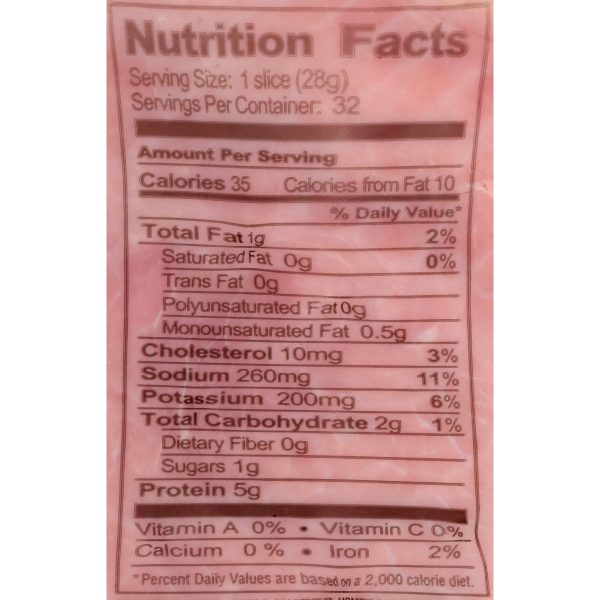 Nutrition Facts
Serving Size: 1 slice (28g)
Servings Per Container: 32
Amount Per Serving
Calories 35 Calories from Fat 10
% Daily Value*
Total Fat 1g 2%
Saturated Fat 0g 0%
Trans Fat 0g
Polyunsaturated Fat 0g
Monounsaturated Fat 0.5g
Cholesterol 10mg 3%
Sodium 260mg 11%
Potassium 200mg 6%
Total Carbohydrate 2g 1%
Dietary Fiber 0g
Sugars 1g
Protein 5g
Vitamin A 0% • Vitamin C 0%
Calcium 0 % • Iron 2%
*Percent Daily Values are based on a 2,000 calorie diet.